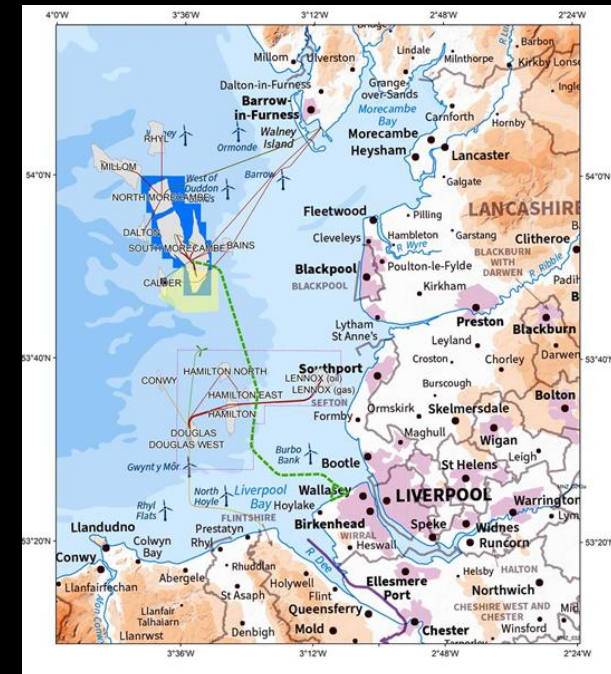 4°0'
3°36'W
3°12'W
2°48'W
2°24'W
Lindale
Barbon
Millom
Ulverston
Milnthorpe
Kirkby Lons
Dalton-in-Furness
Grange-
over-Sands
Barrow-
in-Furness
Morecambe
Bay
Carnforth
Hornby
RHYL
Ormonde
Walney
Island
Morecambe
Heysham
Lancaster
MILLOM
54°0'N
West of
Duddon
Barrow
54°0'N
Galgate
NORTH MORECAMBE
Fleetwood
Pilling
LANCASHIRE
DALTON
Cleveleys
Hambleton
Garstang
Clitheroe
SOUTH MORECAMBE
BAINS
R. Wyre
Poulton-le-Fylde
BLACKBURN
WITH
DARWEN
R. Ribble
CALDER
Blackpool
BLACKPOOL
Kirkham
Padih
Preston
Blackburn
Lytham
St Anne's
Leyland
53°40'N
Croston
Chorley
Darwen
53°40'N
HAMILTON NORTH
Southport
CONWY
LENNOX (oil)
LENNOX (gas)
Burscough
Bolton
HAMILTON EAST
SEFTON
HAMILTON
Formby
Ormskirk
Skelmersdale
DOUGLAS
DOUGLAS WEST
Maghull
Wigan
Gwynt y Môr
Burbo
Bank
Bootle
Leigh
St Helens
Rhyl
Flats
North
Hoyle
Liverpool
Bay
Wallasey
LIVERPOOL
Warrington
Hoylake
FLINTSHIRE
Birkenhead
Speke
Widnes
Lym
53°20'N
Llandudno
Prestatyn
WIRRAL
Runcorn
53°20'N
Colwyn
Bay
Rhyl
Heswall
Conwy
R. Dee
Rhuddlan
Helsby
HALTON
Abergele
Holywell
Ellesmere
Port
Llanfairfechan
St Asaph
Flint
Northwich
Llanfair
Talhaiarn
Queensferry
CHESHIRE WEST AND
CHESTER
Mid
Denbigh
Mold
Chester
Winsford
Llanrwst
3°36'W
3°12'W
2°48'W
2°24'W